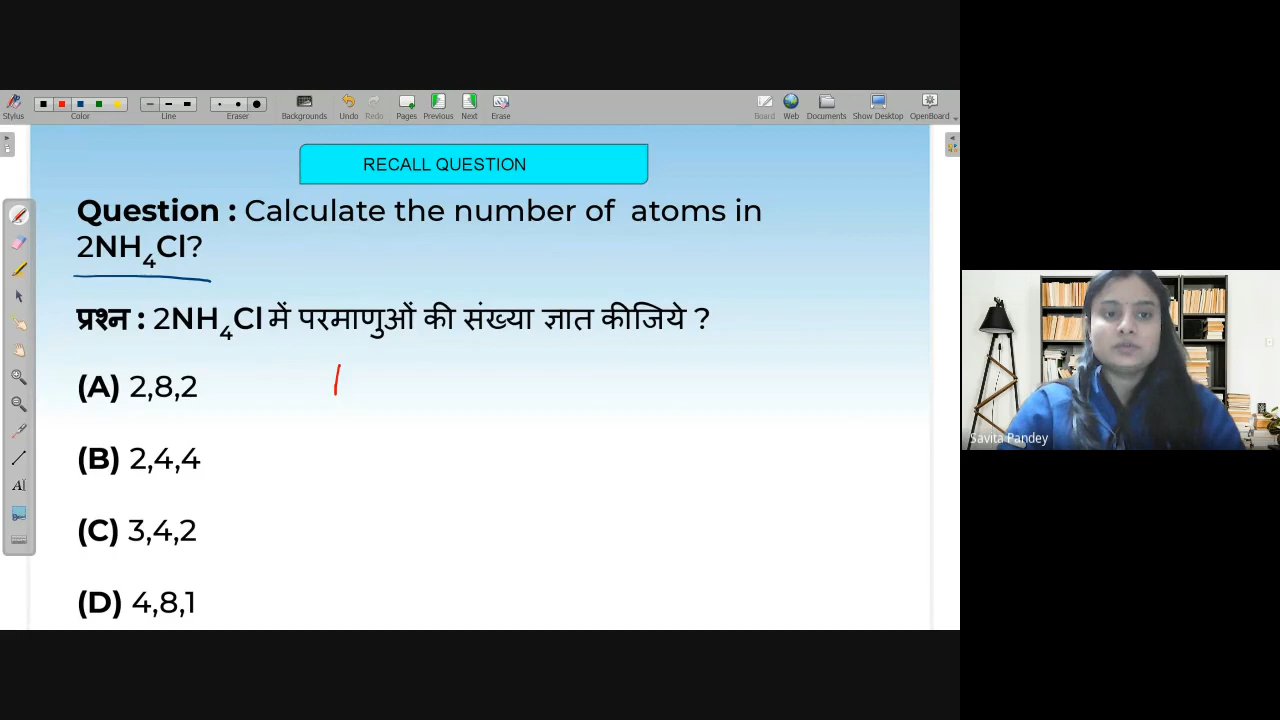 Stylus
Color
Line
Eraser
Backgrounds
Undo
Redo
Pages
Previous
Next
Erase
Board
Web
Documents
Show Desktop
OpenBoard
RECALL QUESTION
Question : Calculate the number of atoms in
2NH₄Cl?
प्रश्न : 2NH₄Cl में परमाणुओं की संख्या ज्ञात कीजिये ?
(A) 2,8,2
(B) 2,4,4
(C) 3,4,2
(D) 4,8,1
Savita Pandey